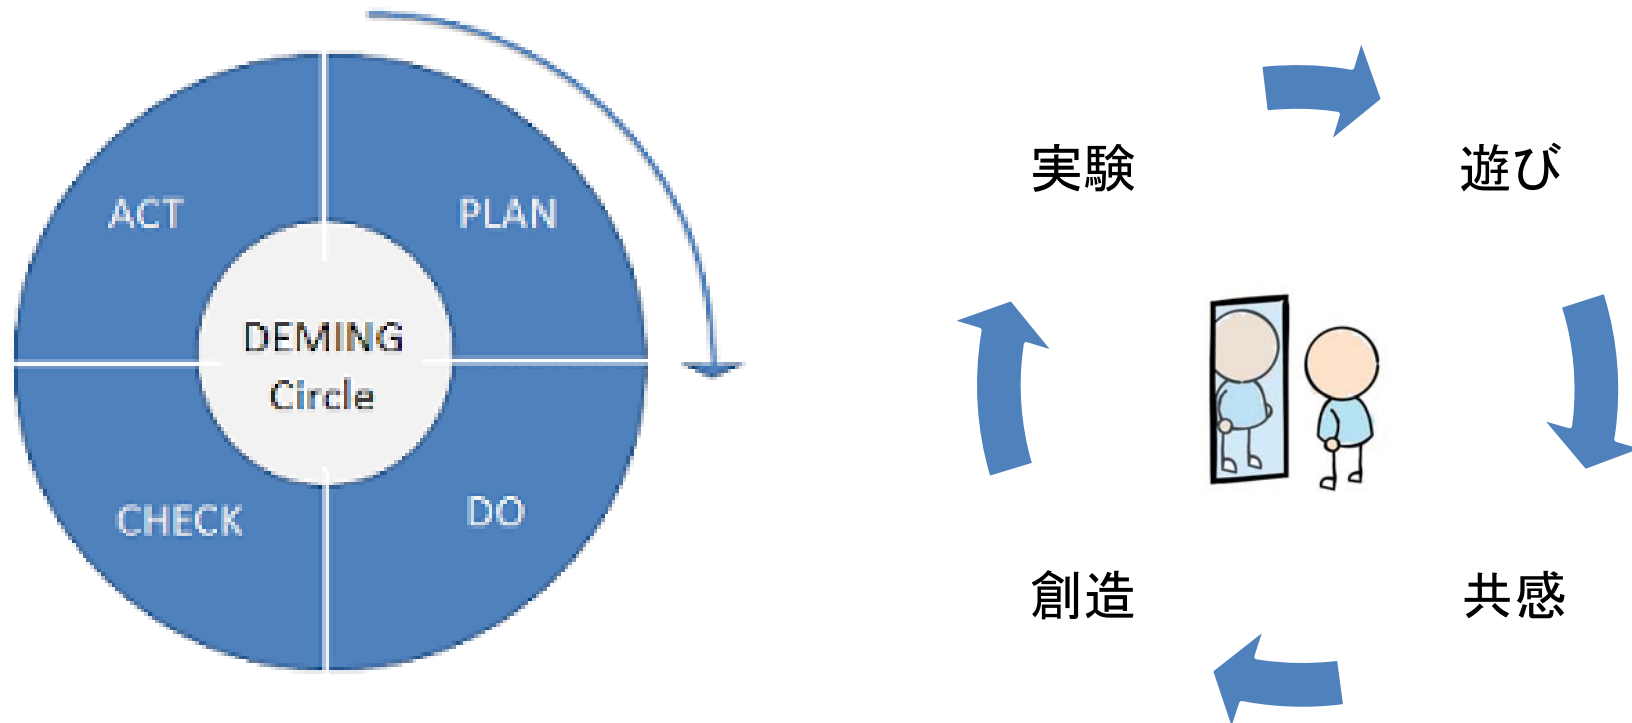 ACT
PLAN
DEMING
Circle
CHECK
DO
実験
遊び
創造
共感